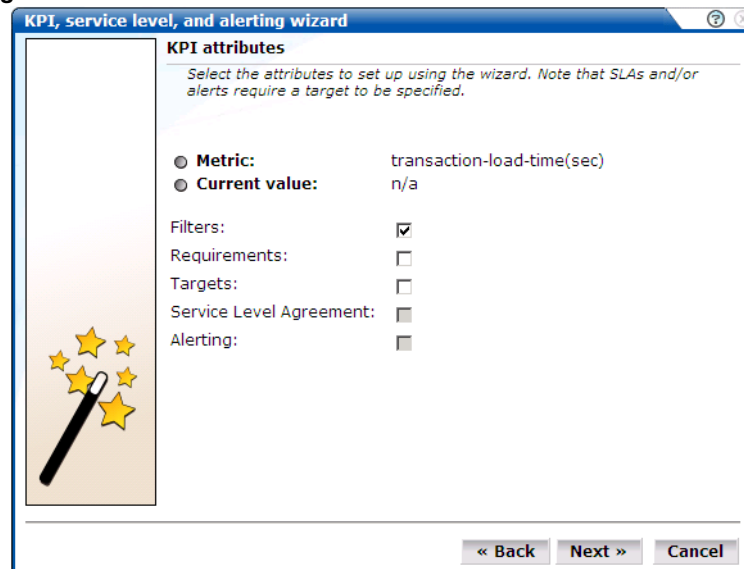 KPI, service level, and alerting wizard
?
KPI attributes
Select the attributes to set up using the wizard. Note that SLAs and/or
alerts require a target to be specified.
Metric: transaction-load-time(sec)
Current value: n/a
Filters:
Requirements:
Targets:
Service Level Agreement:
Alerting:
« Back Next » Cancel